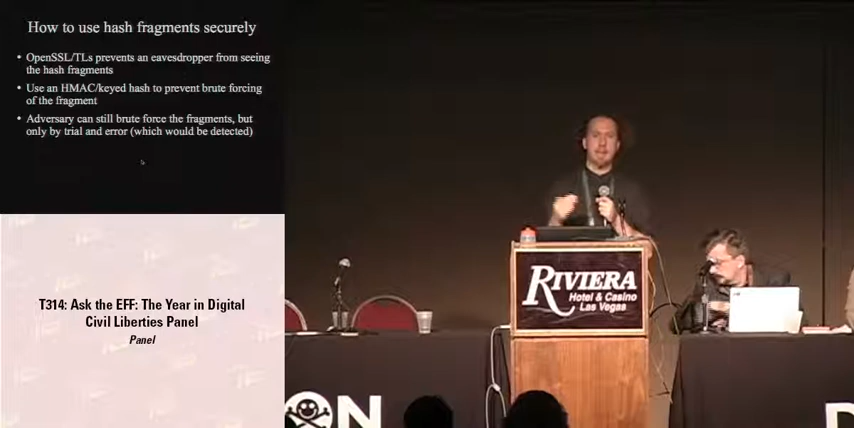 How to use hash fragments securely
• OpenSSL/TLs prevents an eavesdropper from seeing
the hash fragments
• Use an HMAC/keyed hash to prevent brute forcing
of the fragment
• Adversary can still brute force the fragments, but
only by trial and error (which would be detected)
T314: Ask the EFF: The Year in Digital
Civil Liberties Panel
Panel
RIVIERA
Hotel & Casino
Las Vegas
ON
D